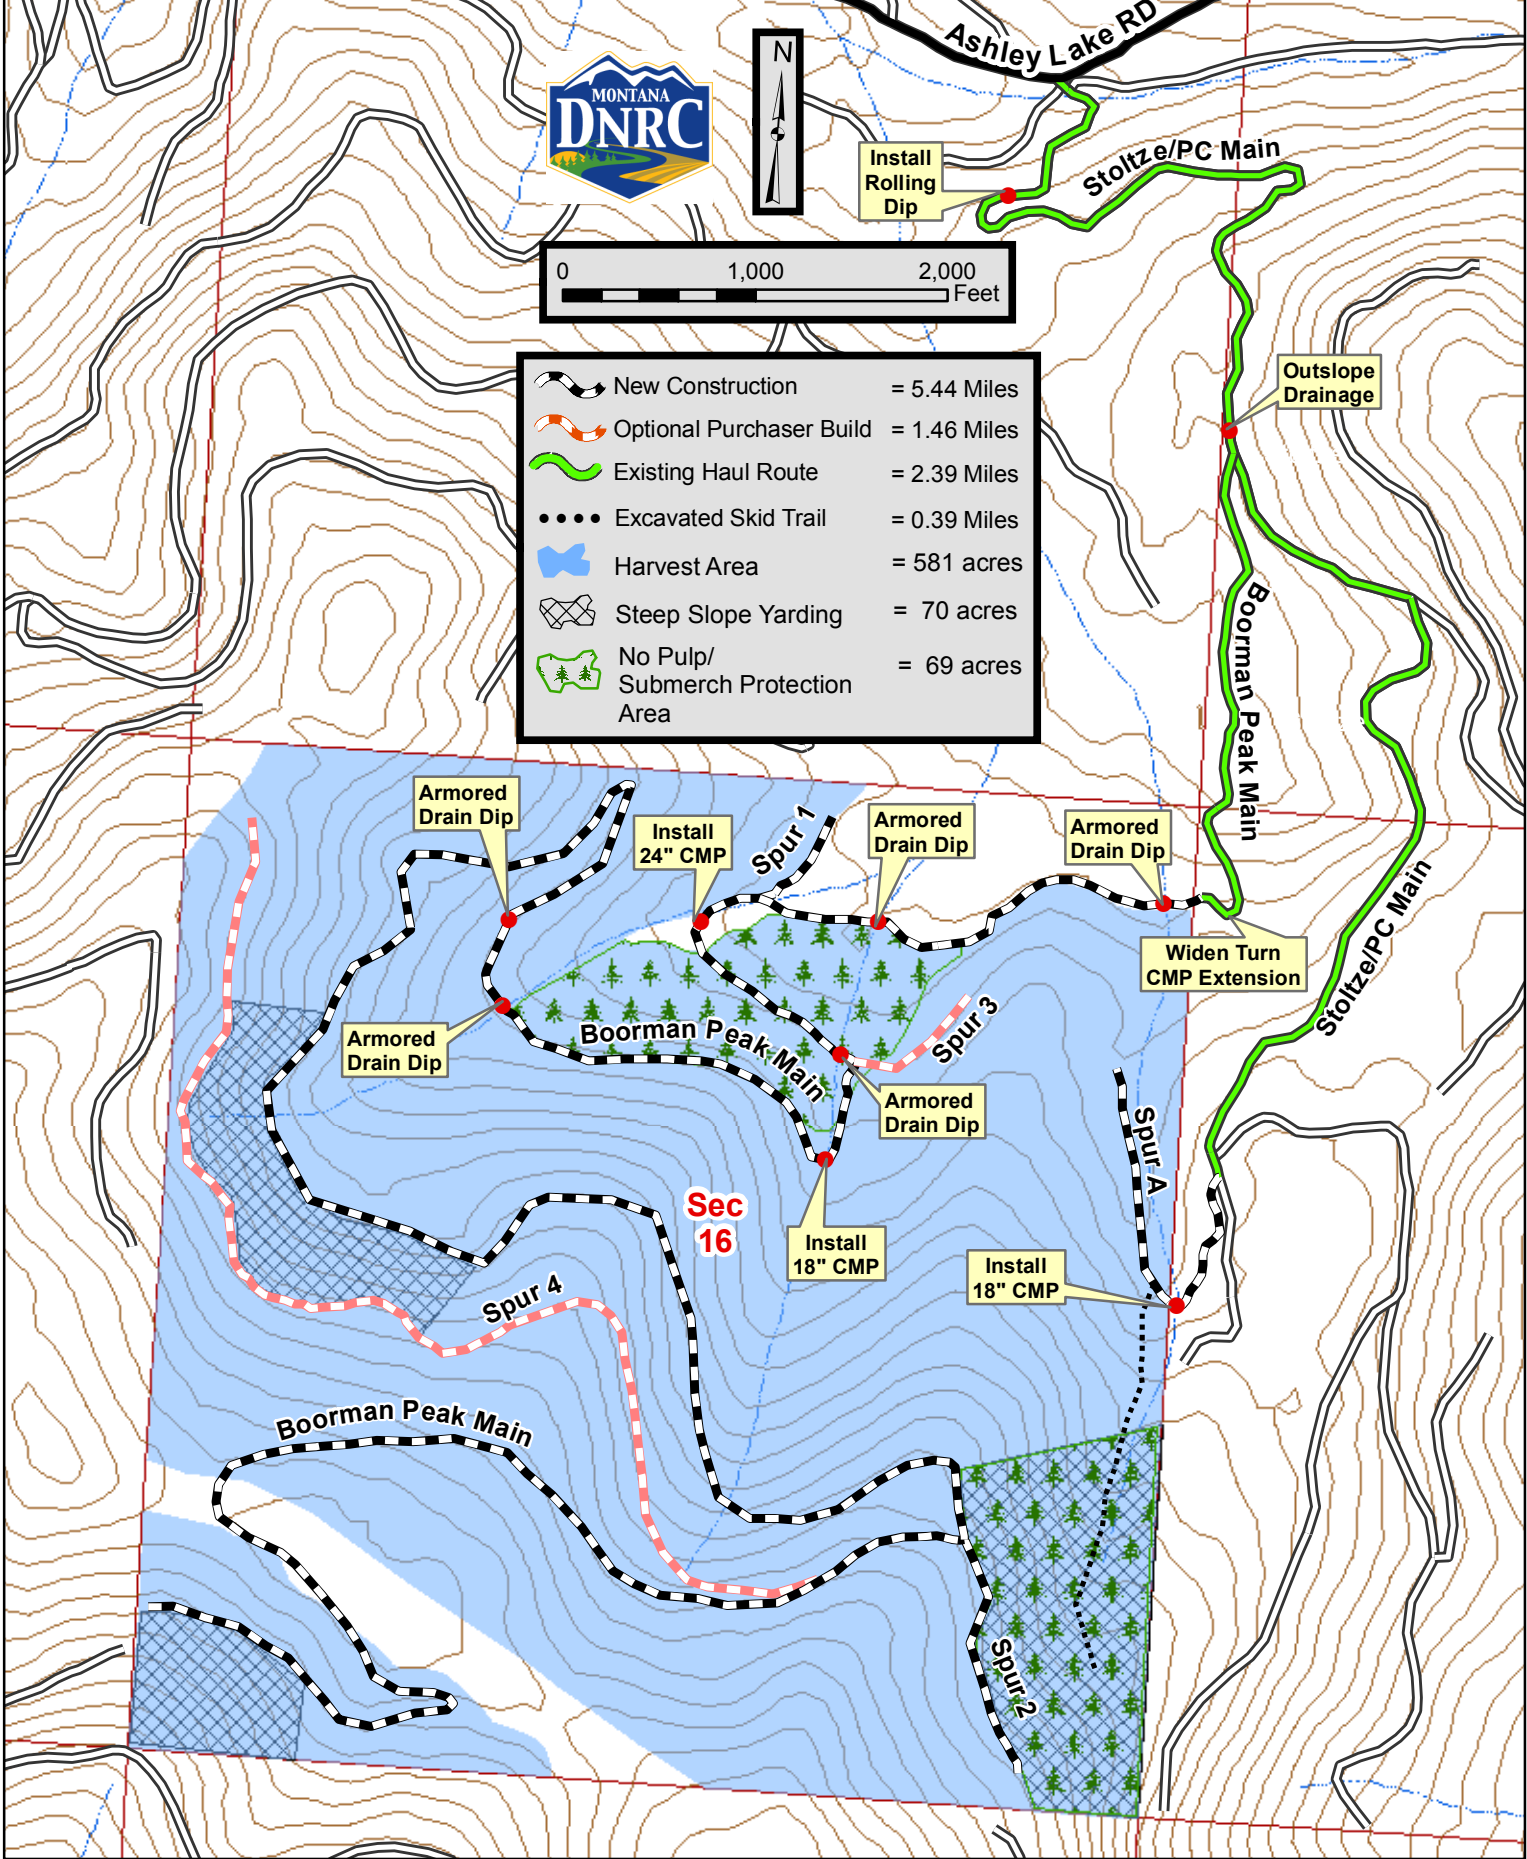 Ashley Lake RD
N
MONTANA
DNRC
Install
Rolling
Dip
Stoltze/PC Main
0 1,000 2,000
Feet
Outslope
Drainage
New Construction = 5.44 Miles
Optional Purchaser Build = 1.46 Miles
Existing Haul Route = 2.39 Miles
Excavated Skid Trail = 0.39 Miles
Harvest Area = 581 acres
Steep Slope Yarding = 70 acres
No Pulp/
Submerch Protection = 69 acres
Area
Boorman Peak Main
Armored
Drain Dip
Install
24" CMP
Spur 1
Armored
Drain Dip
Armored
Drain Dip
Widen Turn
CMP Extension
Stoltze/PC Main
Armored
Drain Dip
Boorman Peak Main
Spur 3
Armored
Drain Dip
Spur A
Sec
16
Install
18" CMP
Install
18" CMP
Spur 4
Boorman Peak Main
Spur 2